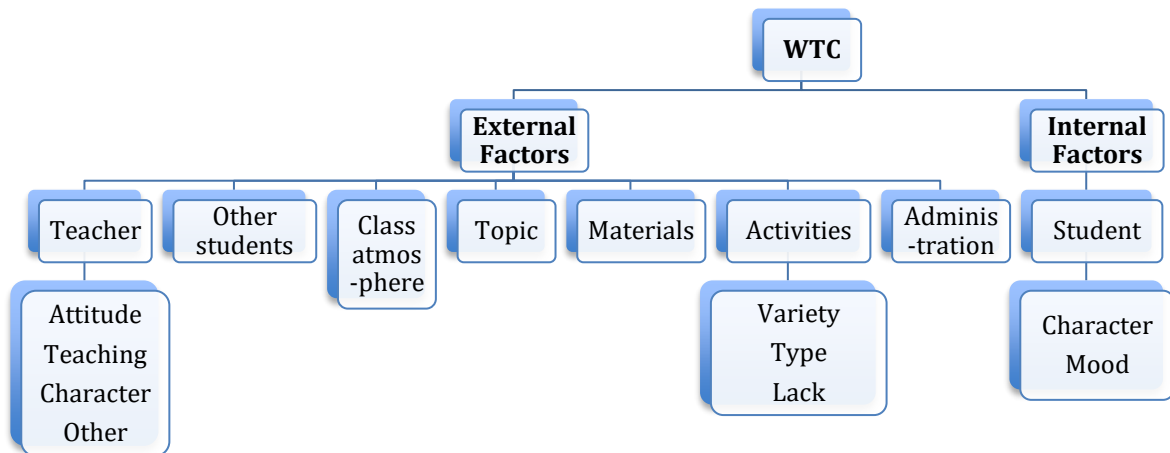 WTC
External
Factors
Internal
Factors
Teacher
Other
students
Class
atmos
-phere
Topic
Materials
Activities
Adminis
-tration
Student
Attitude
Teaching
Character
Other
Variety
Type
Lack
Character
Mood